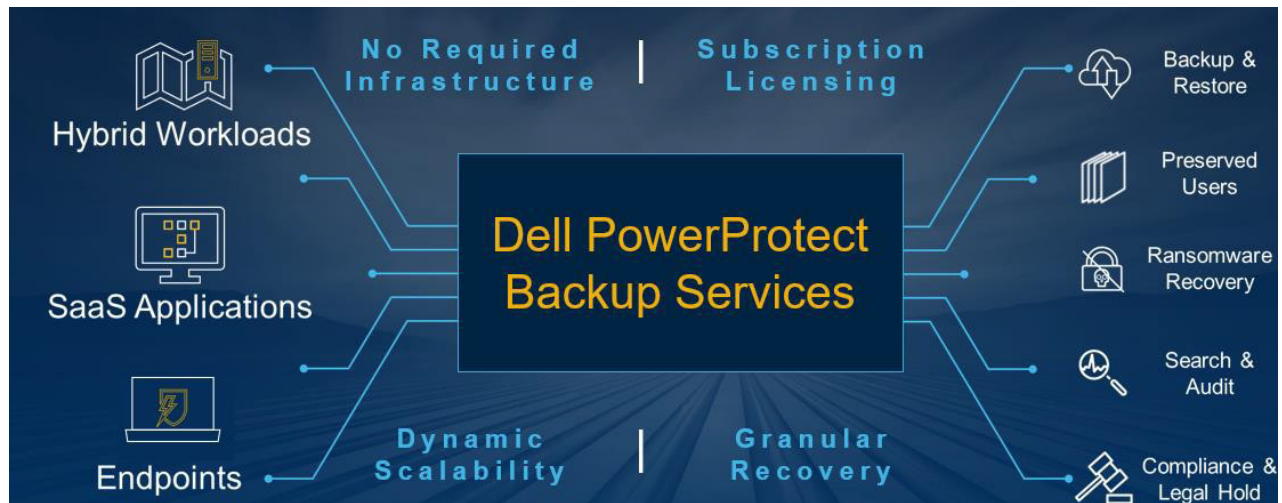 No Required
Infrastructure
Subscription
Licensing
Hybrid Workloads
SaaS Applications
Endpoints
Dell PowerProtect
Backup Services
Backup &
Restore
Preserved
Users
Ransomware
Recovery
Search &
Audit
Compliance &
Legal Hold
Dynamic
Scalability
Granular
Recovery